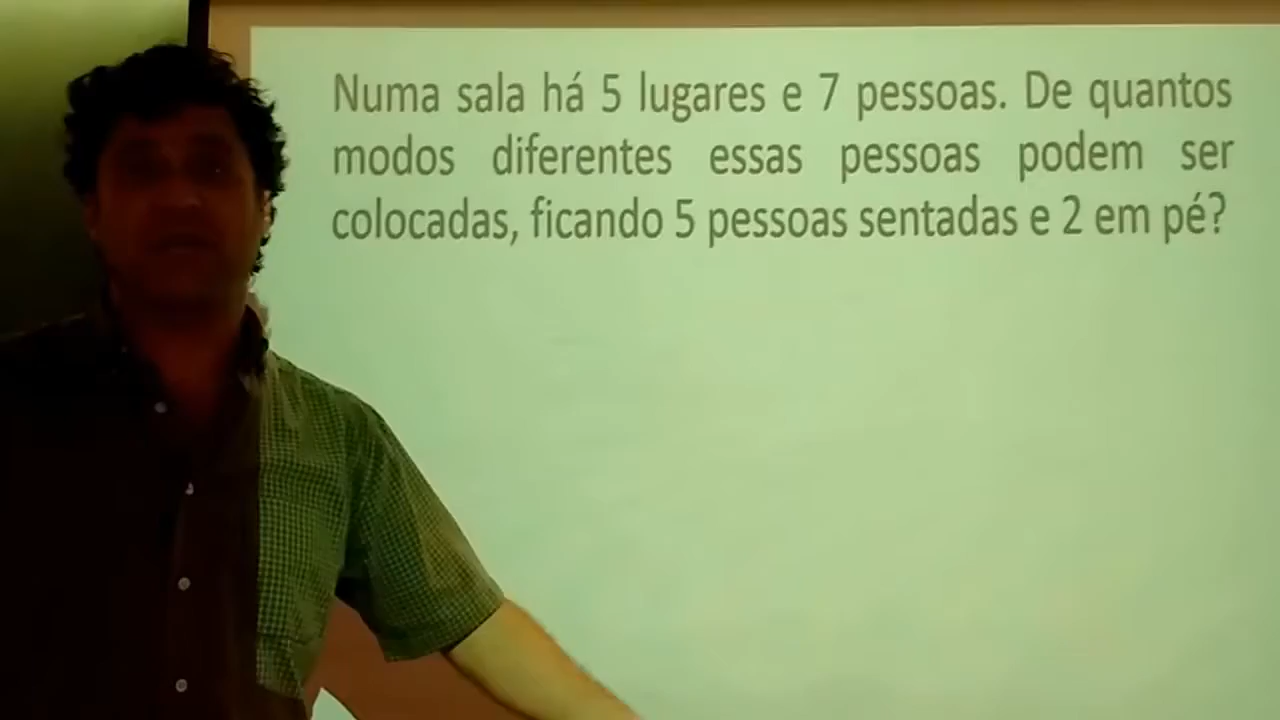 Numa sala há 5 lugares e 7 pessoas. De quantos
modos diferentes essas pessoas podem ser
colocadas, ficando 5 pessoas sentadas e 2 em pé?